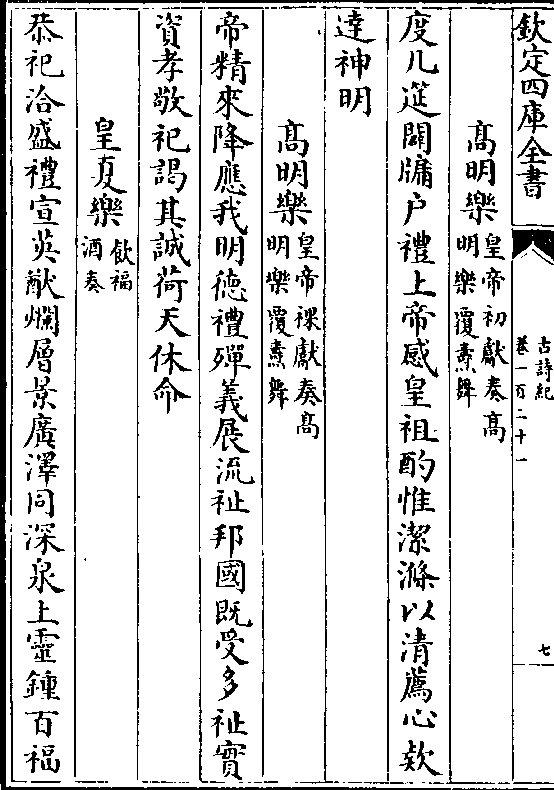 欽定四庫全書
古詩紀
卷一百二十一
七
高明樂皇帝初獻奏高
明樂覆燾舞
度几筵闢牖户禮上帝感皇祖酌惟潔滌以清薦心款
達神明
高明樂皇帝祼獻奏高
明樂覆燾舞
帝精來降應我明德禮殫義展流祉邦國既受多祉實
資孝敬祀竭其誠荷天休命
皇夏樂飲福
酒奏
恭祀洽盛禮宣英猷爛層景廣澤同深泉上靈鍾百福